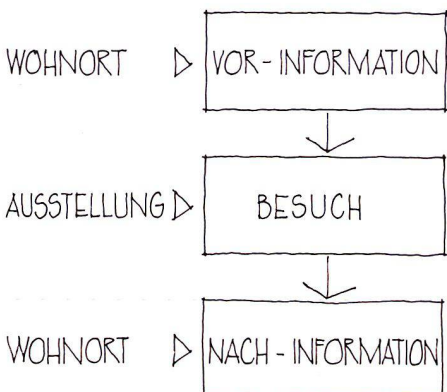 WOHNORT VOR-INFORMATION
AUSSTELLUNG BESUCH
WOHNORT NACH-INFORMATION